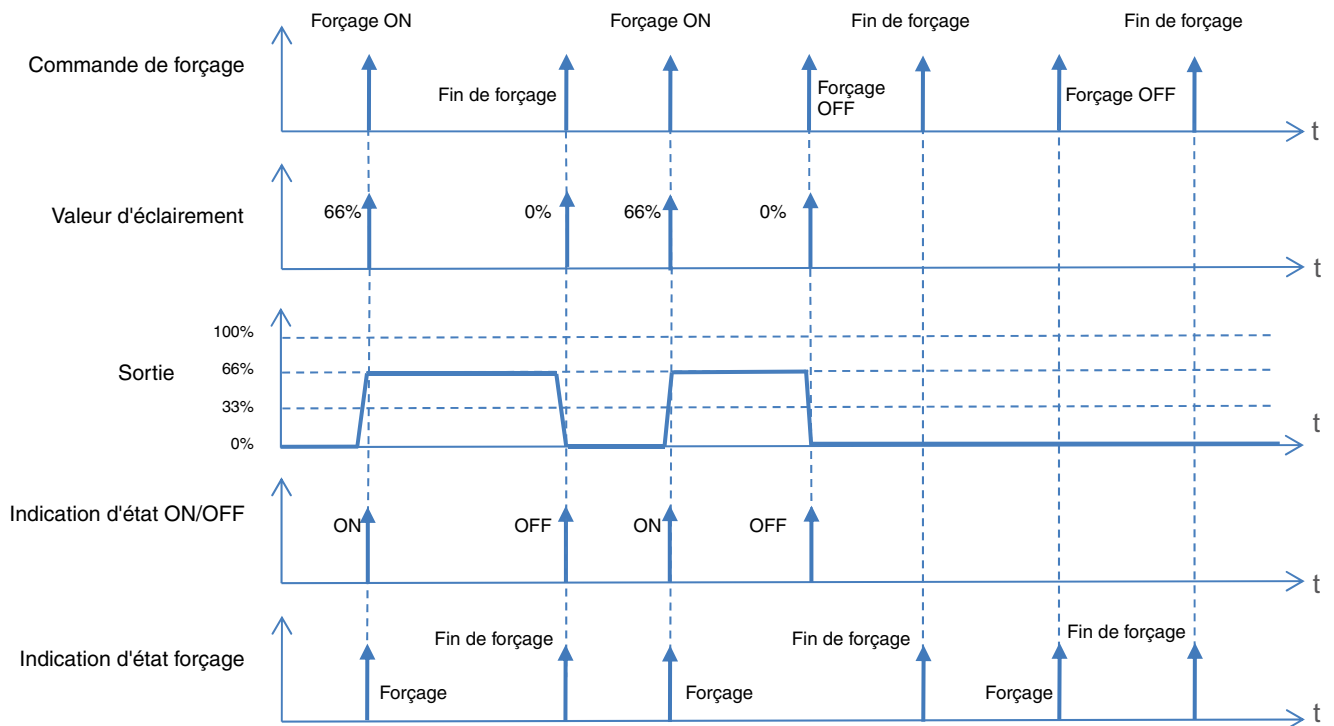 Forçage ON
Forçage ON
Fin de forçage
Fin de forçage
Commande de forçage
Fin de forçage
Forçage
OFF
Forçage OFF
t
Valeur d'éclairement
66%
0%
66%
0%
t
Sortie
100%
66%
33%
0%
t
Indication d'état ON/OFF
ON
OFF
ON
OFF
t
Indication d'état forçage
Fin de forçage
Fin de forçage
Fin de forçage
Forçage
Forçage
Forçage
t